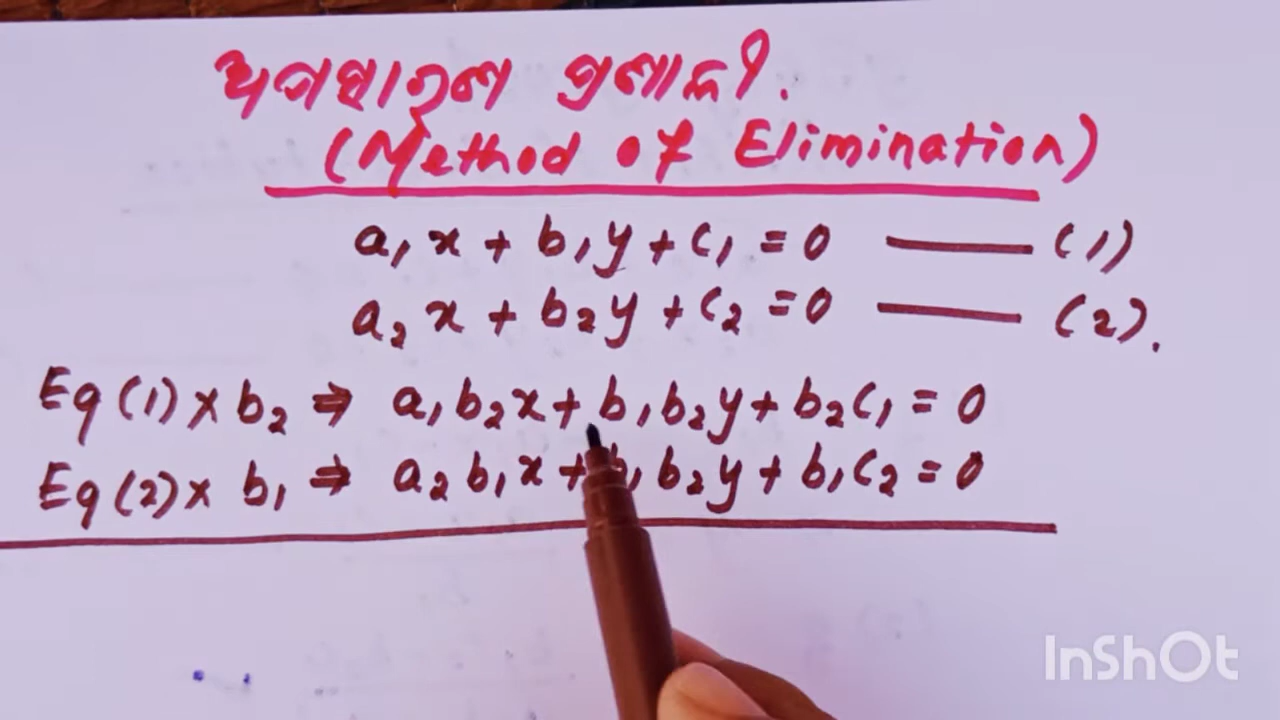 ଅପସାରଣ ପ୍ରଣାଳୀ.
(Method of Elimination)
a₁x + b₁y + c₁ = 0 —— (1)
a₂x + b₂y + c₂ = 0 —— (2).
Eq (1) × b₂ ⇒ a₁b₂x + b₁b₂y + b₂c₁ = 0
Eq (2) × b₁ ⇒ a₂b₁x + b₁b₂y + b₁c₂ = 0
InShOt